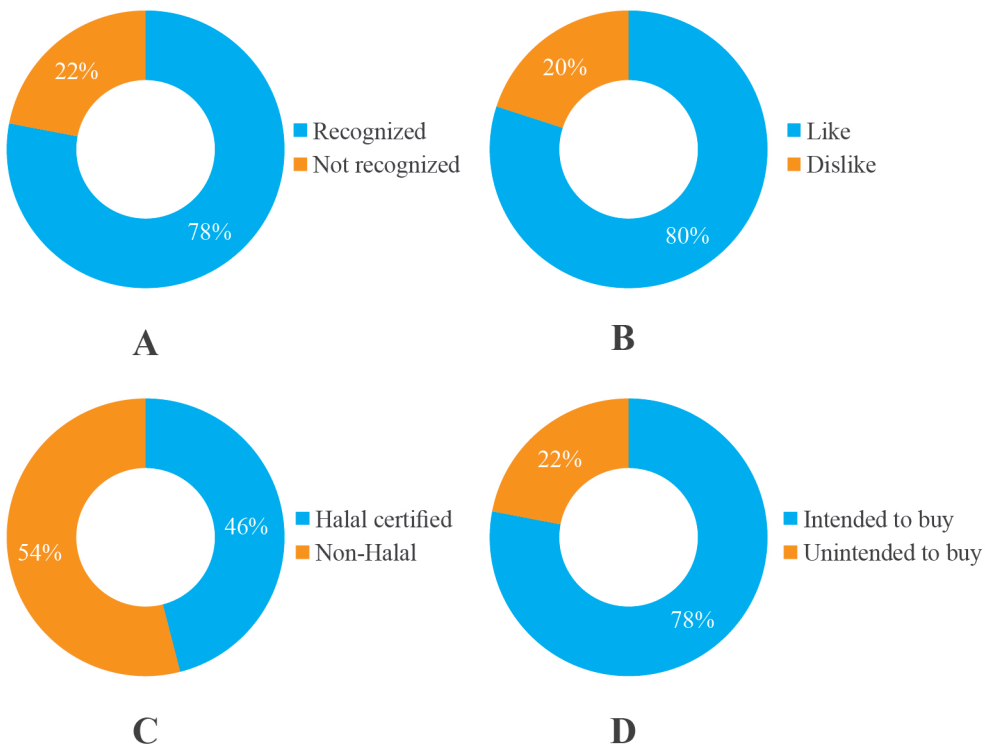 22%
78%
Recognized
Not recognized
A
20%
80%
Like
Dislike
B
54%
46%
Halal certified
Non-Halal
C
22%
78%
Intended to buy
Unintended to buy
D